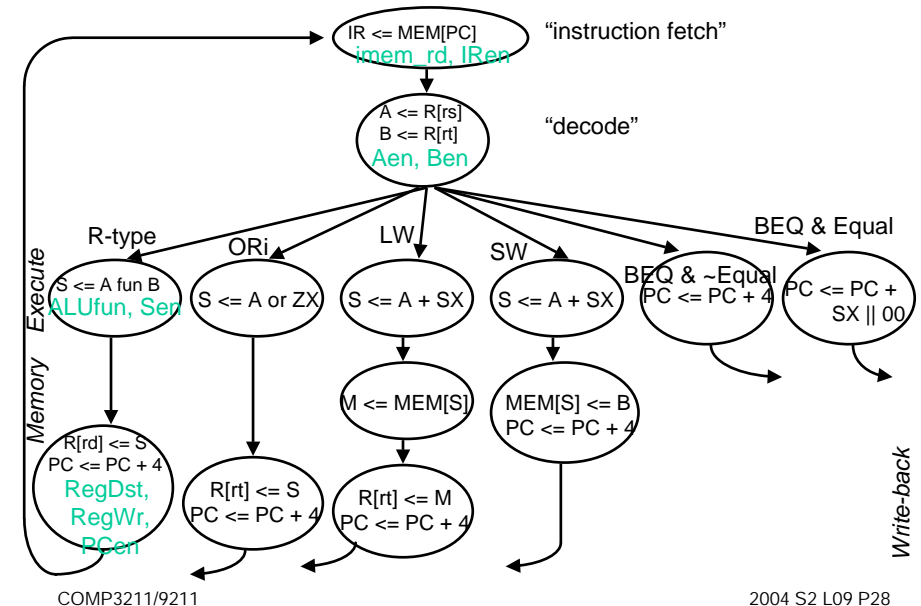 IR <= MEM[PC]
imem_rd, IRen
“instruction fetch”
A <= R[rs]
B <= R[rt]
Aen, Ben
“decode”
R-type
ORi
LW
SW
BEQ & ~Equal
BEQ & Equal
Execute
S <= A fun B
ALUfun, Sen
S <= A or ZX
S <= A + SX
S <= A + SX
PC <= PC + 4
PC <= PC +
SX || 00
Memory
M <= MEM[S]
MEM[S] <= B
PC <= PC + 4
R[rd] <= S
PC <= PC + 4
RegDst,
RegWr,
PCen
R[rt] <= S
PC <= PC + 4
R[rt] <= M
PC <= PC + 4
Write-back
COMP3211/9211
2004 S2 L09 P28